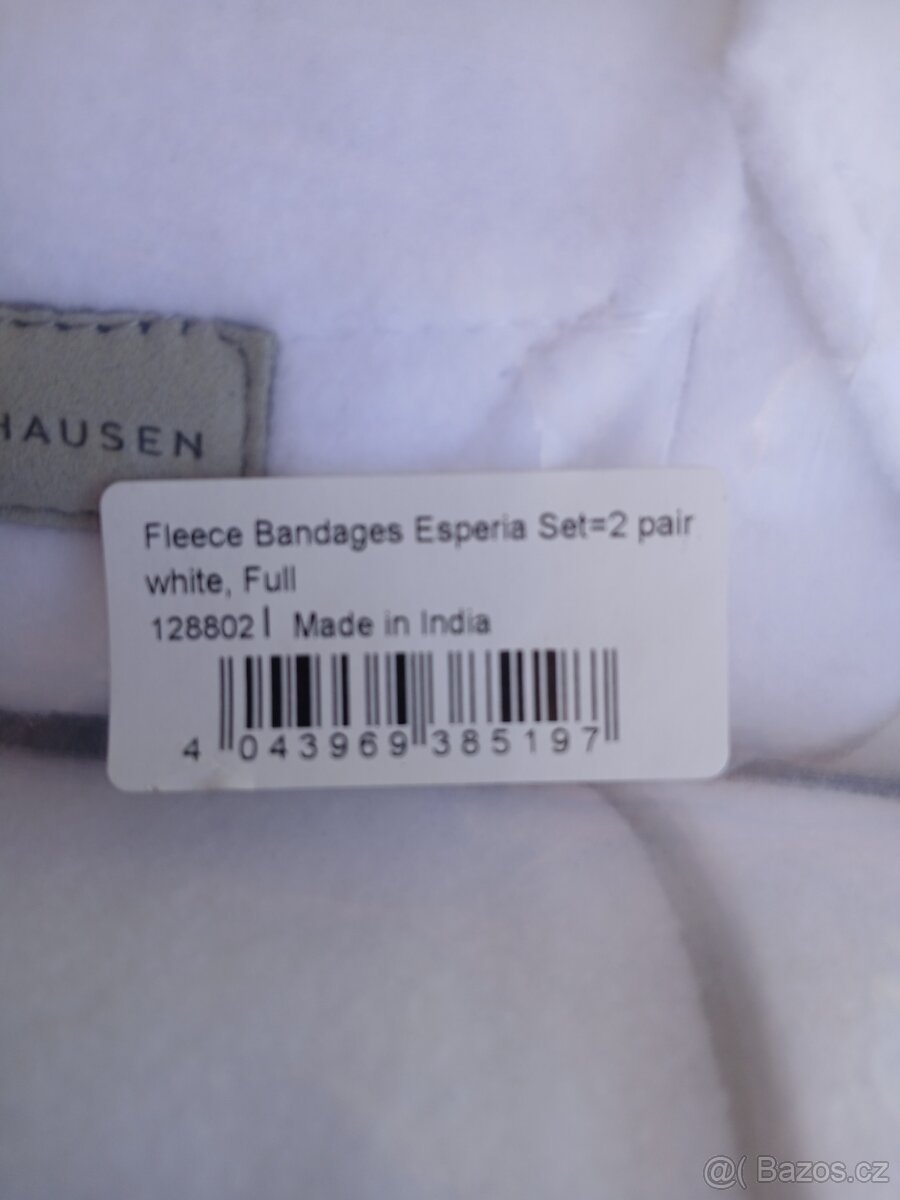 HAUSEN
Fleece Bandages Esperia Set=2 pair
white, Full
128802 | Made in India
4 043969 385197
@( Bazos.cz